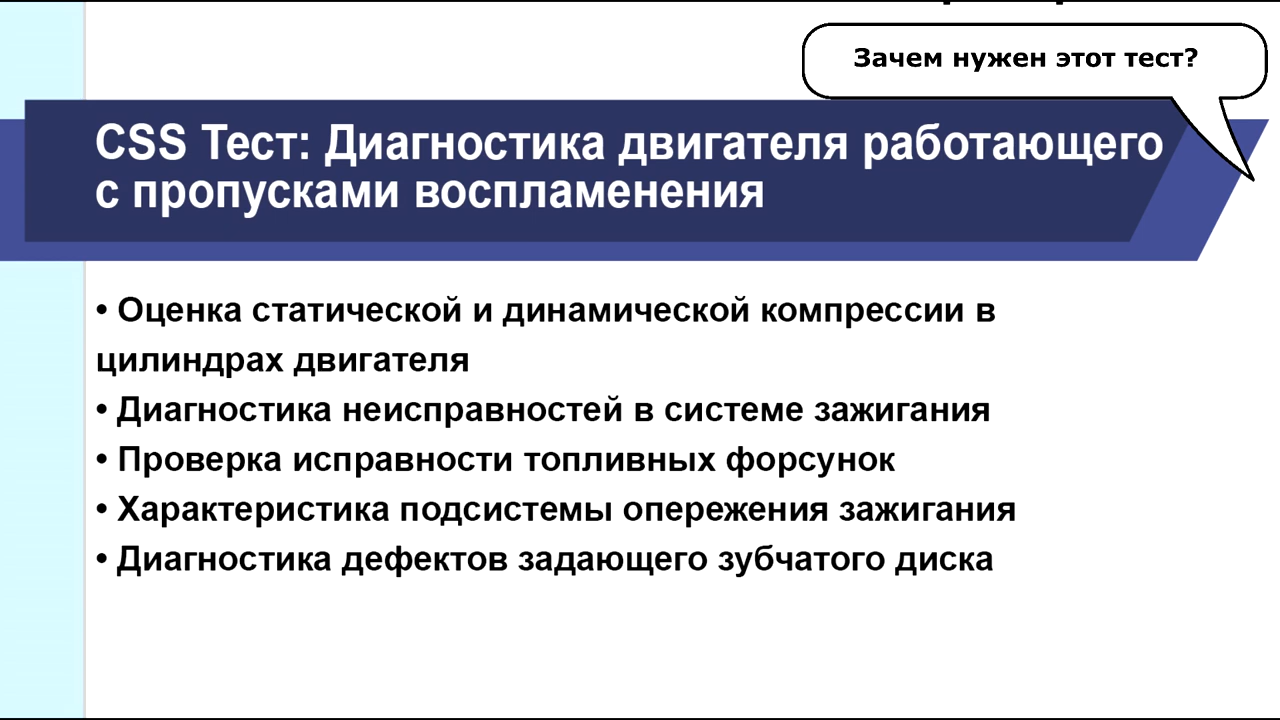 Зачем нужен этот тест?
CSS Тест: Диагностика двигателя работающего
с пропусками воспламенения
• Оценка статической и динамической компрессии в
цилиндрах двигателя
• Диагностика неисправностей в системе зажигания
• Проверка исправности топливных форсунок
• Характеристика подсистемы опережения зажигания
• Диагностика дефектов задающего зубчатого диска